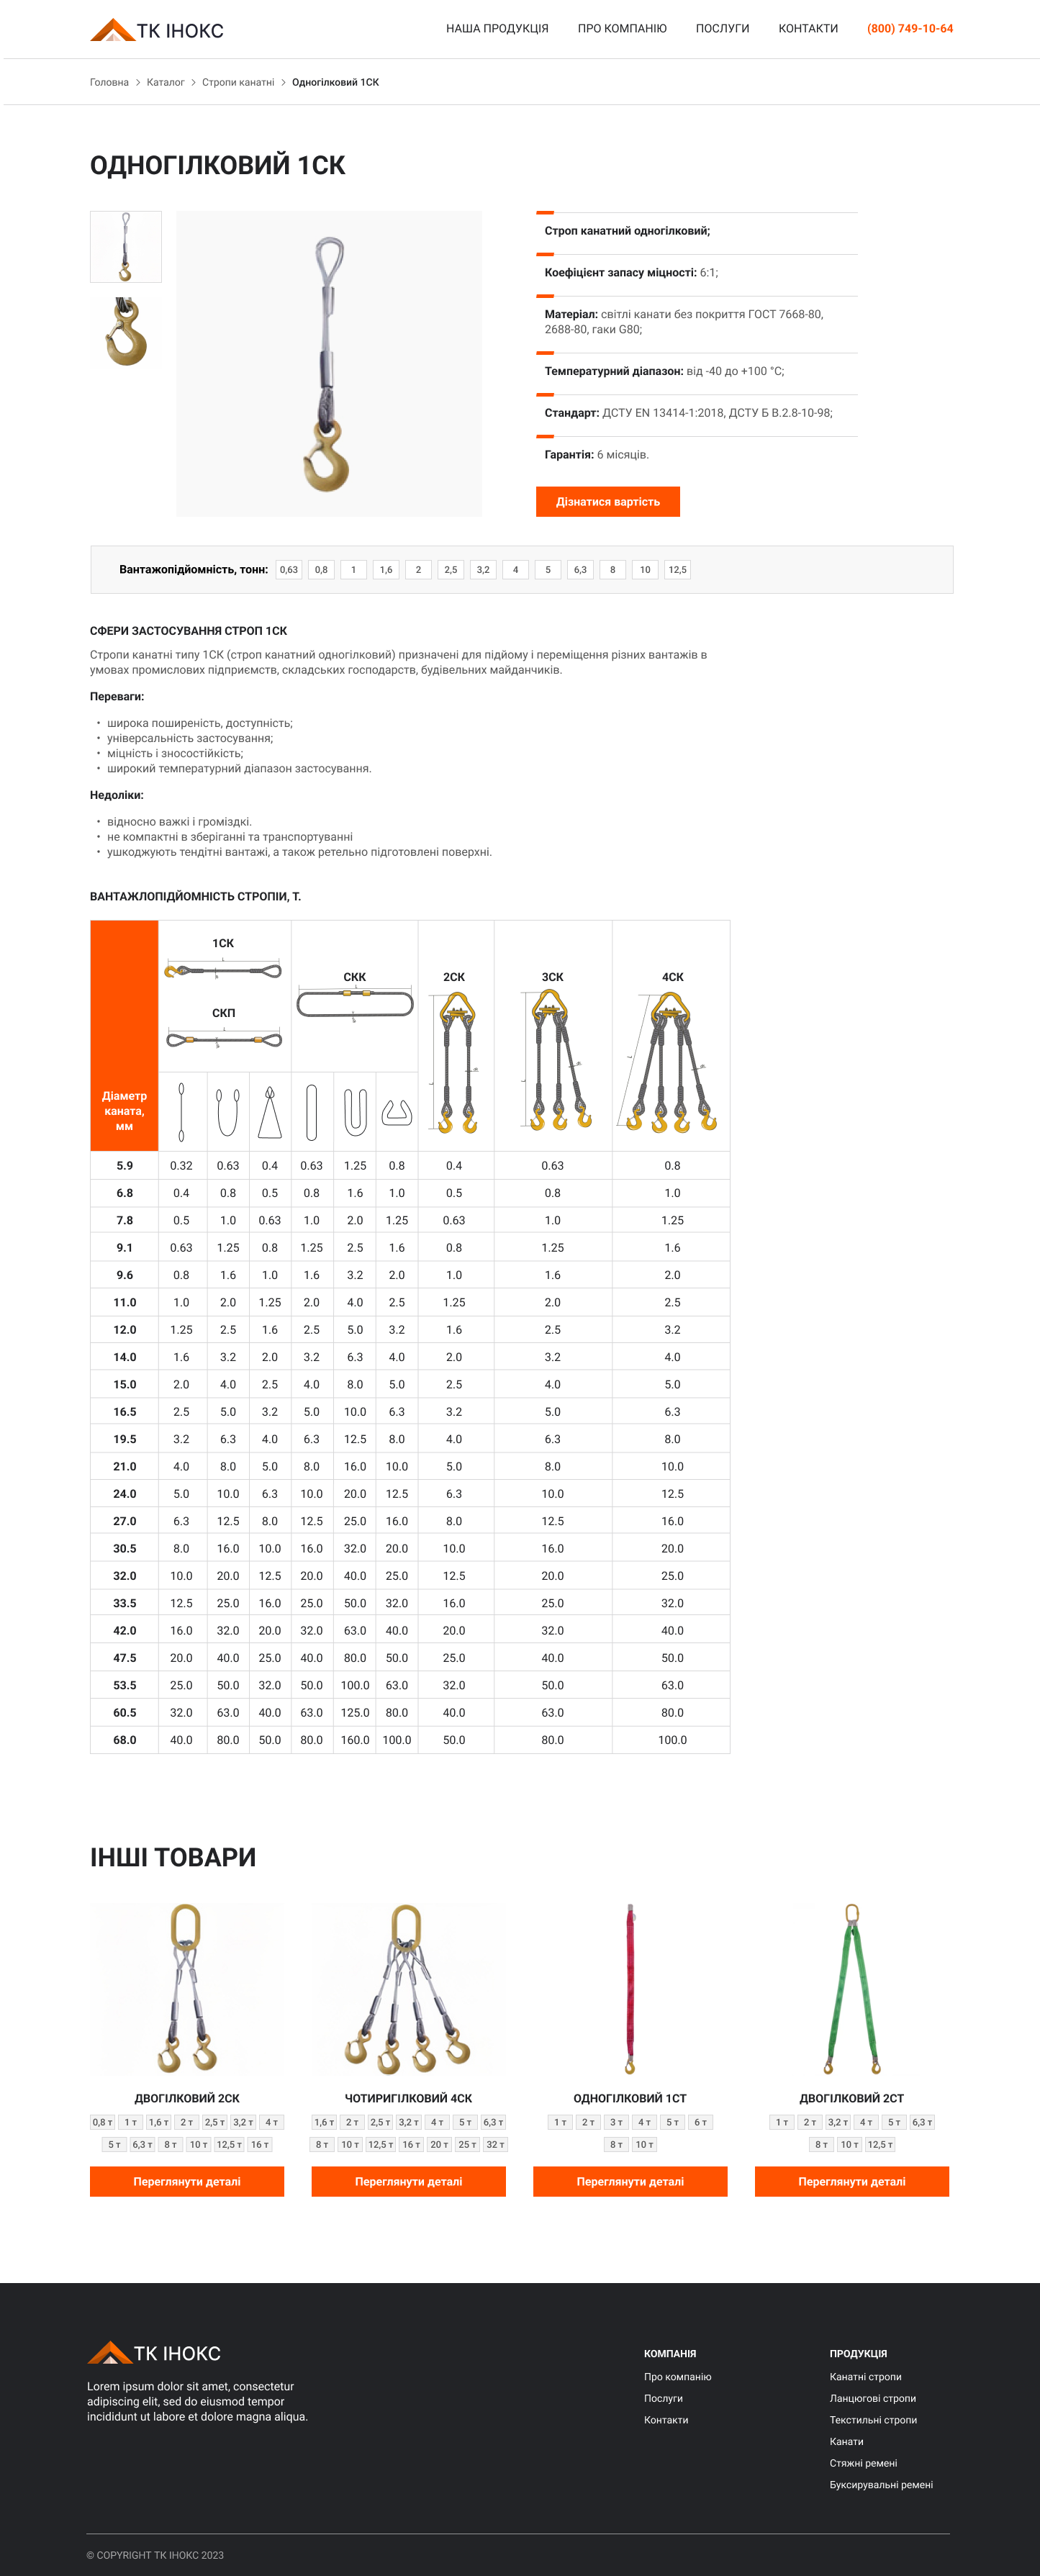 ТК ІНОКС
НАША ПРОДУКЦІЯ ПРО КОМПАНІЮ ПОСЛУГИ КОНТАКТИ (800) 749-10-64
Головна > Каталог > Стропи канатні > Одногілковий 1СК
ОДНОГІЛКОВИЙ 1СК
Строп канатний одногілковий;
Коефіцієнт запасу міцності: 6:1;
Матеріал: світлі канати без покриття ГОСТ 7668-80,
2688-80, гаки G80;
Температурний діапазон: від -40 до +100 °C;
Стандарт: ДСТУ EN 13414-1:2018, ДСТУ Б В.2.8-10-98;
Гарантія: 6 місяців.
Дізнатися вартість
Вантажопідйомність, тонн: 0,63 0,8 1 1,6 2 2,5 3,2 4 5 6,3 8 10 12,5
СФЕРИ ЗАСТОСУВАННЯ СТРОП 1СК
Стропи канатні типу 1СК (строп канатний одногілковий) призначені для підйому і переміщення різних вантажів в
умовах промислових підприємств, складських господарств, будівельних майданчиків.
Переваги:
• широка поширеність, доступність;
• універсальність застосування;
• міцність і зносостійкість;
• широкий температурний діапазон застосування.
Недоліки:
• відносно важкі і громіздкі.
• не компактні в зберіганні та транспортуванні
• ушкоджують тендітні вантажі, а також ретельно підготовлені поверхні.
ВАНТАЖЛОПІДЙОМНІСТЬ СТРОПІИ, Т.
1СК
СКП
СКК
2СК
3СК
4СК
Діаметр
каната,
мм
5.9 0.32 0.63 0.4 0.63 1.25 0.8 0.4 0.63 0.8
6.8 0.4 0.8 0.5 0.8 1.6 1.0 0.5 0.8 1.0
7.8 0.5 1.0 0.63 1.0 2.0 1.25 0.63 1.0 1.25
9.1 0.63 1.25 0.8 1.25 2.5 1.6 0.8 1.25 1.6
9.6 0.8 1.6 1.0 1.6 3.2 2.0 1.0 1.6 2.0
11.0 1.0 2.0 1.25 2.0 4.0 2.5 1.25 2.0 2.5
12.0 1.25 2.5 1.6 2.5 5.0 3.2 1.6 2.5 3.2
14.0 1.6 3.2 2.0 3.2 6.3 4.0 2.0 3.2 4.0
15.0 2.0 4.0 2.5 4.0 8.0 5.0 2.5 4.0 5.0
16.5 2.5 5.0 3.2 5.0 10.0 6.3 3.2 5.0 6.3
19.5 3.2 6.3 4.0 6.3 12.5 8.0 4.0 6.3 8.0
21.0 4.0 8.0 5.0 8.0 16.0 10.0 5.0 8.0 10.0
24.0 5.0 10.0 6.3 10.0 20.0 12.5 6.3 10.0 12.5
27.0 6.3 12.5 8.0 12.5 25.0 16.0 8.0 12.5 16.0
30.5 8.0 16.0 10.0 16.0 32.0 20.0 10.0 16.0 20.0
32.0 10.0 20.0 12.5 20.0 40.0 25.0 12.5 20.0 25.0
33.5 12.5 25.0 16.0 25.0 50.0 32.0 16.0 25.0 32.0
42.0 16.0 32.0 20.0 32.0 63.0 40.0 20.0 32.0 40.0
47.5 20.0 40.0 25.0 40.0 80.0 50.0 25.0 40.0 50.0
53.5 25.0 50.0 32.0 50.0 100.0 63.0 32.0 50.0 63.0
60.5 32.0 63.0 40.0 63.0 125.0 80.0 40.0 63.0 80.0
68.0 40.0 80.0 50.0 80.0 160.0 100.0 50.0 80.0 100.0
ІНШІ ТОВАРИ
ДВОГІЛКОВИЙ 2СК
0,8 т 1 т 1,6 т 2 т 2,5 т 3,2 т 4 т
5 т 6,3 т 8 т 10 т 12,5 т 16 т
Переглянути деталі
ЧОТИРИГІЛКОВИЙ 4СК
1,6 т 2 т 2,5 т 3,2 т 4 т 5 т 6,3 т
8 т 10 т 12,5 т 16 т 20 т 25 т 32 т
Переглянути деталі
ОДНОГІЛКОВИЙ 1СТ
1 т 2 т 3 т 4 т 5 т 6 т
8 т 10 т
Переглянути деталі
ДВОГІЛКОВИЙ 2СТ
1 т 2 т 3,2 т 4 т 5 т 6,3 т
8 т 10 т 12,5 т
Переглянути деталі
ТК ІНОКС
Lorem ipsum dolor sit amet, consectetur
adipiscing elit, sed do eiusmod tempor
incididunt ut labore et dolore magna aliqua.
КОМПАНІЯ
Про компанію
Послуги
Контакти
ПРОДУКЦІЯ
Канатні стропи
Ланцюгові стропи
Текстильні стропи
Канати
Стяжні ремені
Буксирувальні ремені
© COPYRIGHT ТК ІНОКС 2023